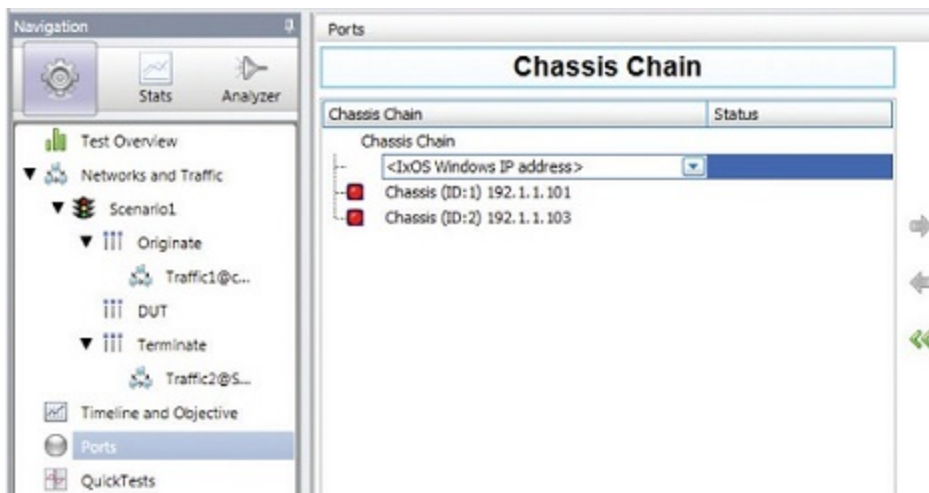 Navigation
Stats
Analyzer
Test Overview
Networks and Traffic
Scenario1
Originate
Traffic1@c...
DUT
Terminate
Traffic2@S...
Timeline and Objective
Ports
QuickTests
Ports
Chassis Chain
Chassis Chain Status
Chassis Chain
<IxOS Windows IP address>
Chassis (ID:1) 192.1.1.101
Chassis (ID:2) 192.1.1.103